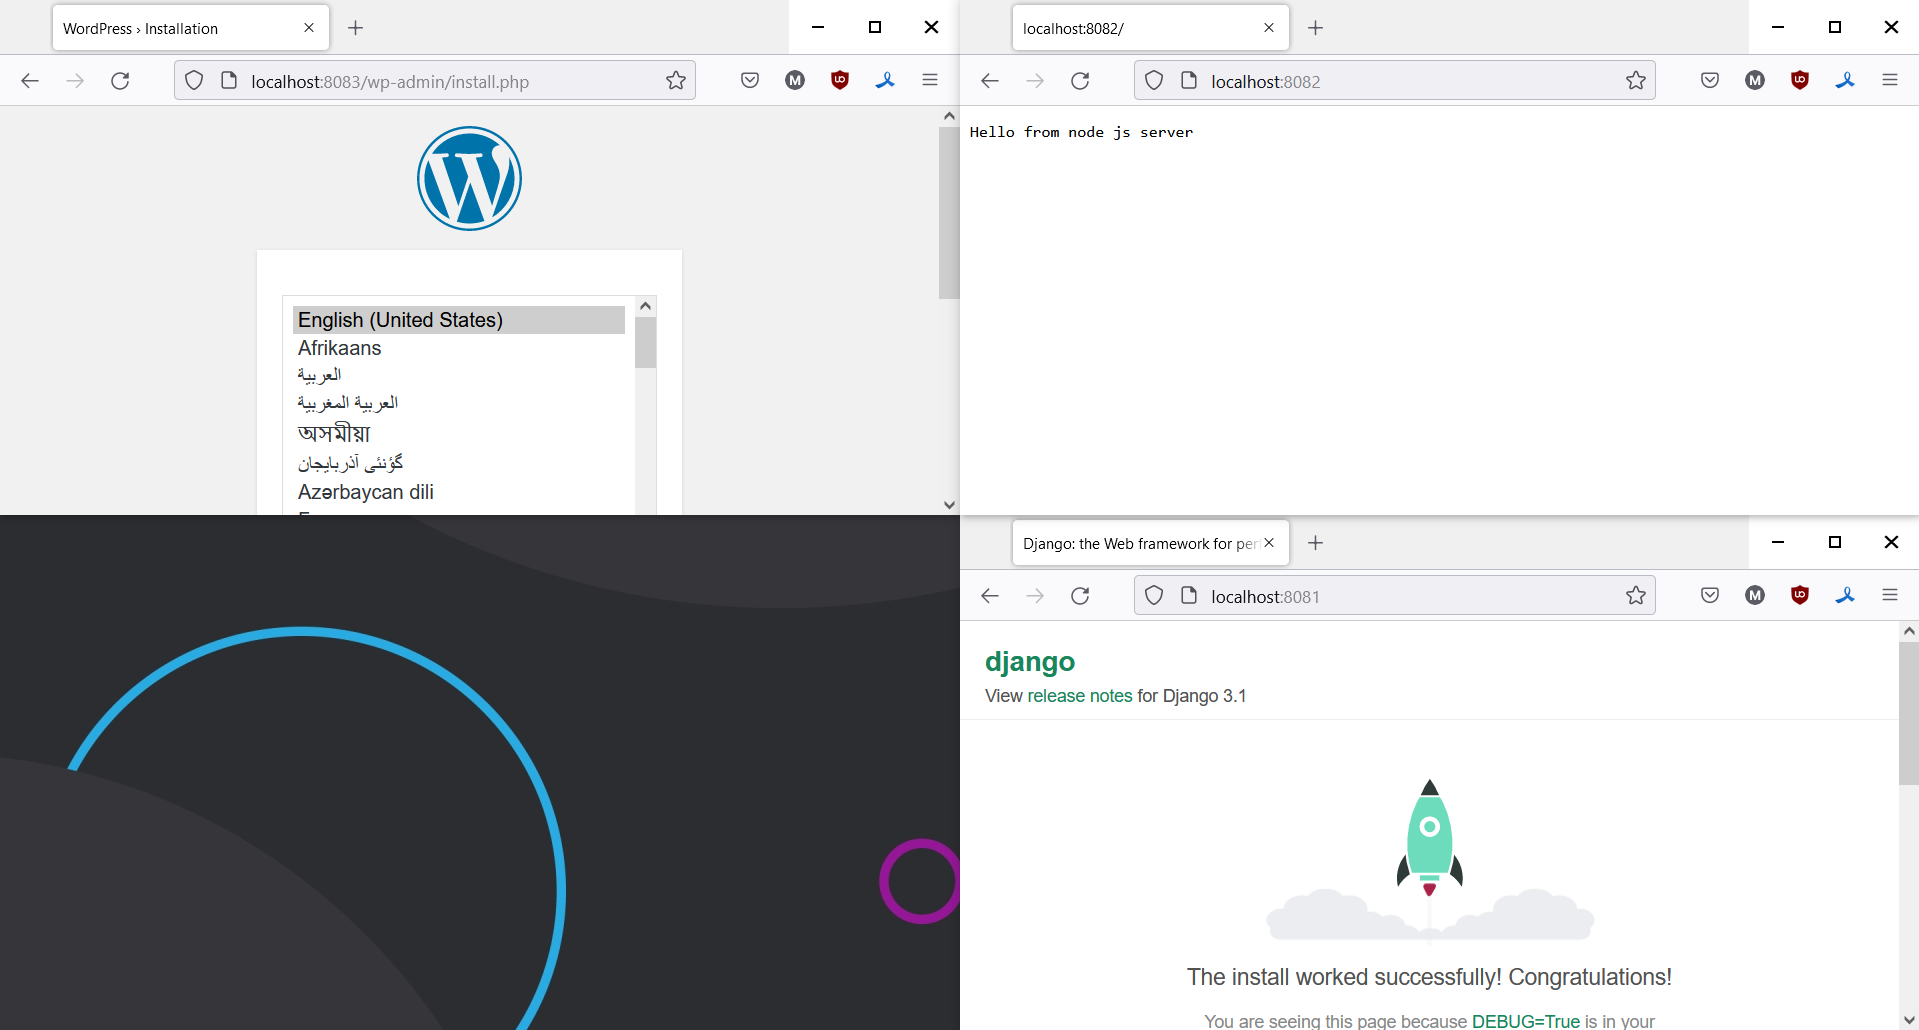 WordPress › Installation
localhost:8083/wp-admin/install.php
English (United States)
Afrikaans
العربية
العربية المغربية
অসমীয়া
گؤنئی آذربایجان
Azərbaycan dili
localhost:8082/
localhost:8082
Hello from node js server
Django: the Web framework for per
localhost:8081
django
View release notes for Django 3.1
The install worked successfully! Congratulations!
You are seeing this page because DEBUG=True is in your